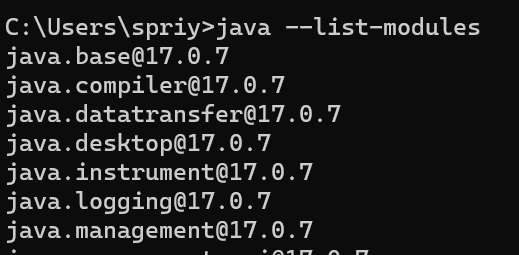 C:\Users\spriy>java --list-modules
java.base@17.0.7
java.compiler@17.0.7
java.datatransfer@17.0.7
java.desktop@17.0.7
java.instrument@17.0.7
java.logging@17.0.7
java.management@17.0.7